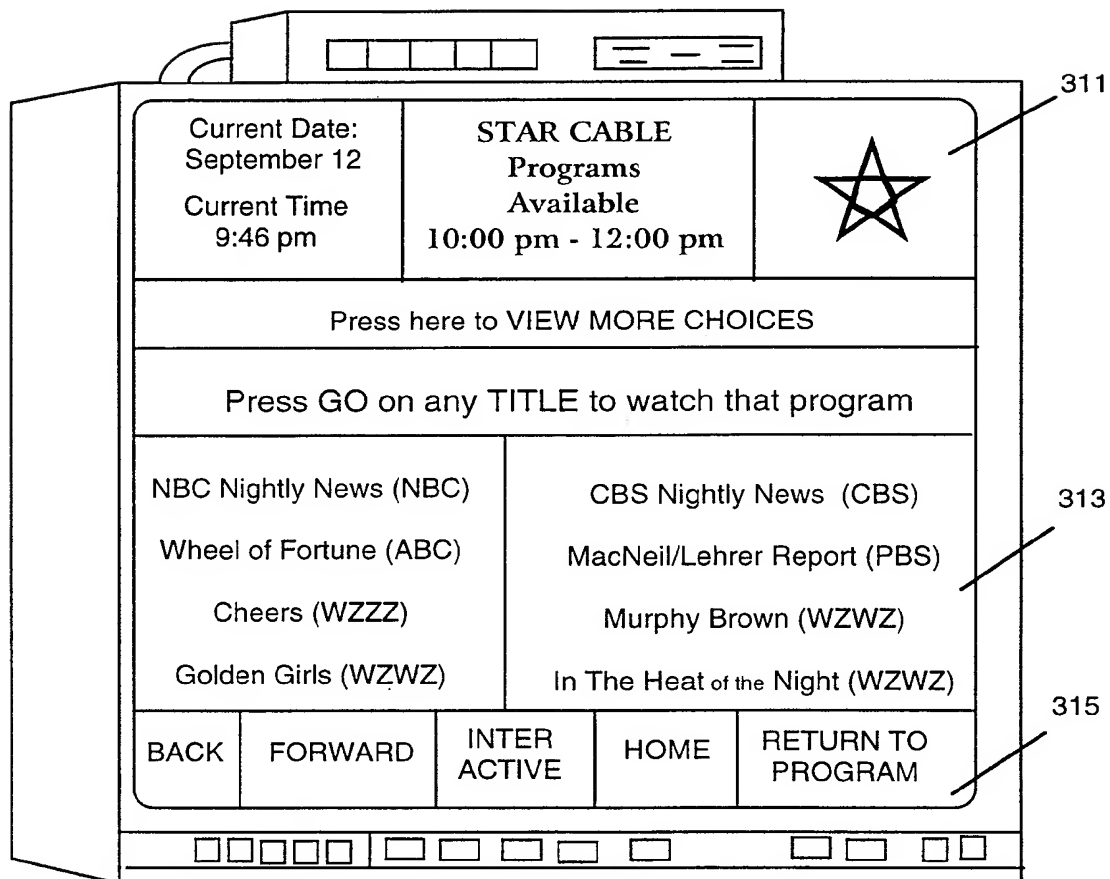 Current Date:
September 12
Current Time
9:46 pm
STAR CABLE
Programs
Available
10:00 pm - 12:00 pm
311
Press here to VIEW MORE CHOICES
Press GO on any TITLE to watch that program
NBC Nightly News (NBC)
Wheel of Fortune (ABC)
Cheers (WZZZ)
Golden Girls (WZWZ)
CBS Nightly News (CBS)
MacNeil/Lehrer Report (PBS)
Murphy Brown (WZWZ)
In The Heat of the Night (WZWZ)
313
BACK
FORWARD
INTER
ACTIVE
HOME
RETURN TO
PROGRAM
315